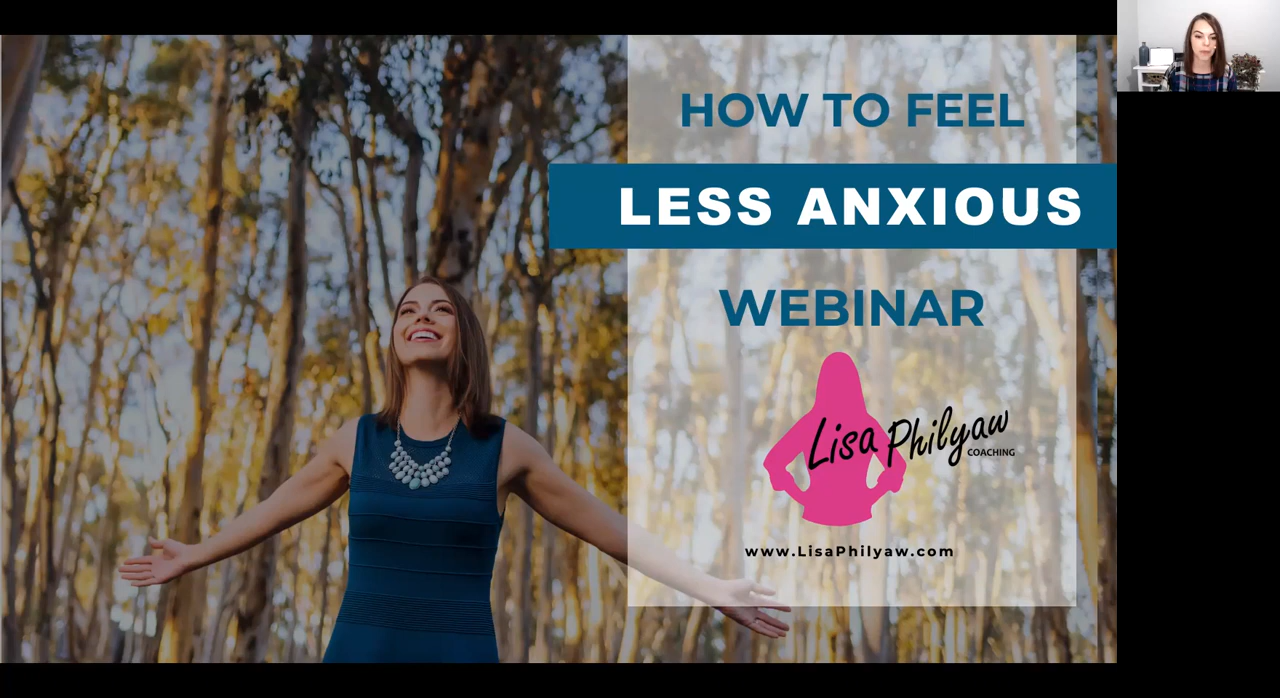 HOW TO FEEL
LESS ANXIOUS
WEBINAR
Lisa Philyaw
COACHING
www.LisaPhilyaw.com